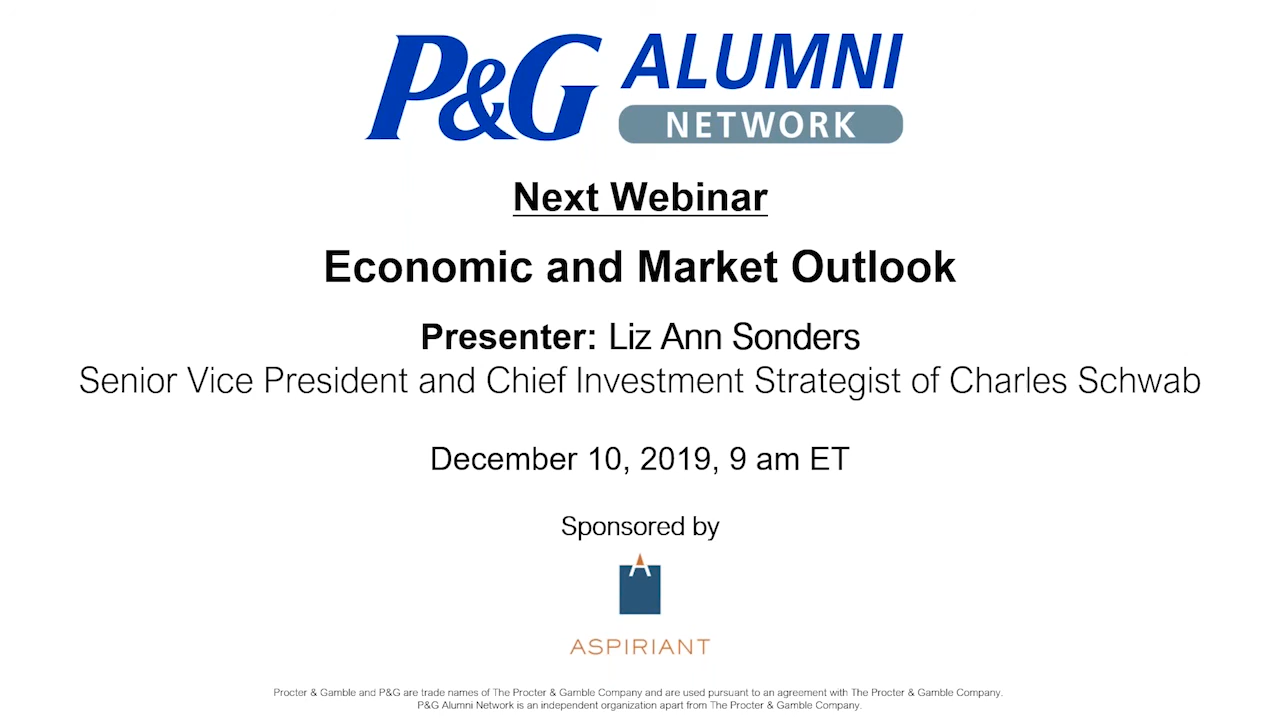 P&G ALUMNI
NETWORK
Next Webinar
Economic and Market Outlook
Presenter: Liz Ann Sonders
Senior Vice President and Chief Investment Strategist of Charles Schwab
December 10, 2019, 9 am ET
Sponsored by
A
ASPIRIANT
Procter & Gamble and P&G are trade names of The Procter & Gamble Company and are used pursuant to an agreement with The Procter & Gamble Company.
P&G Alumni Network is an independent organization apart from The Procter & Gamble Company.